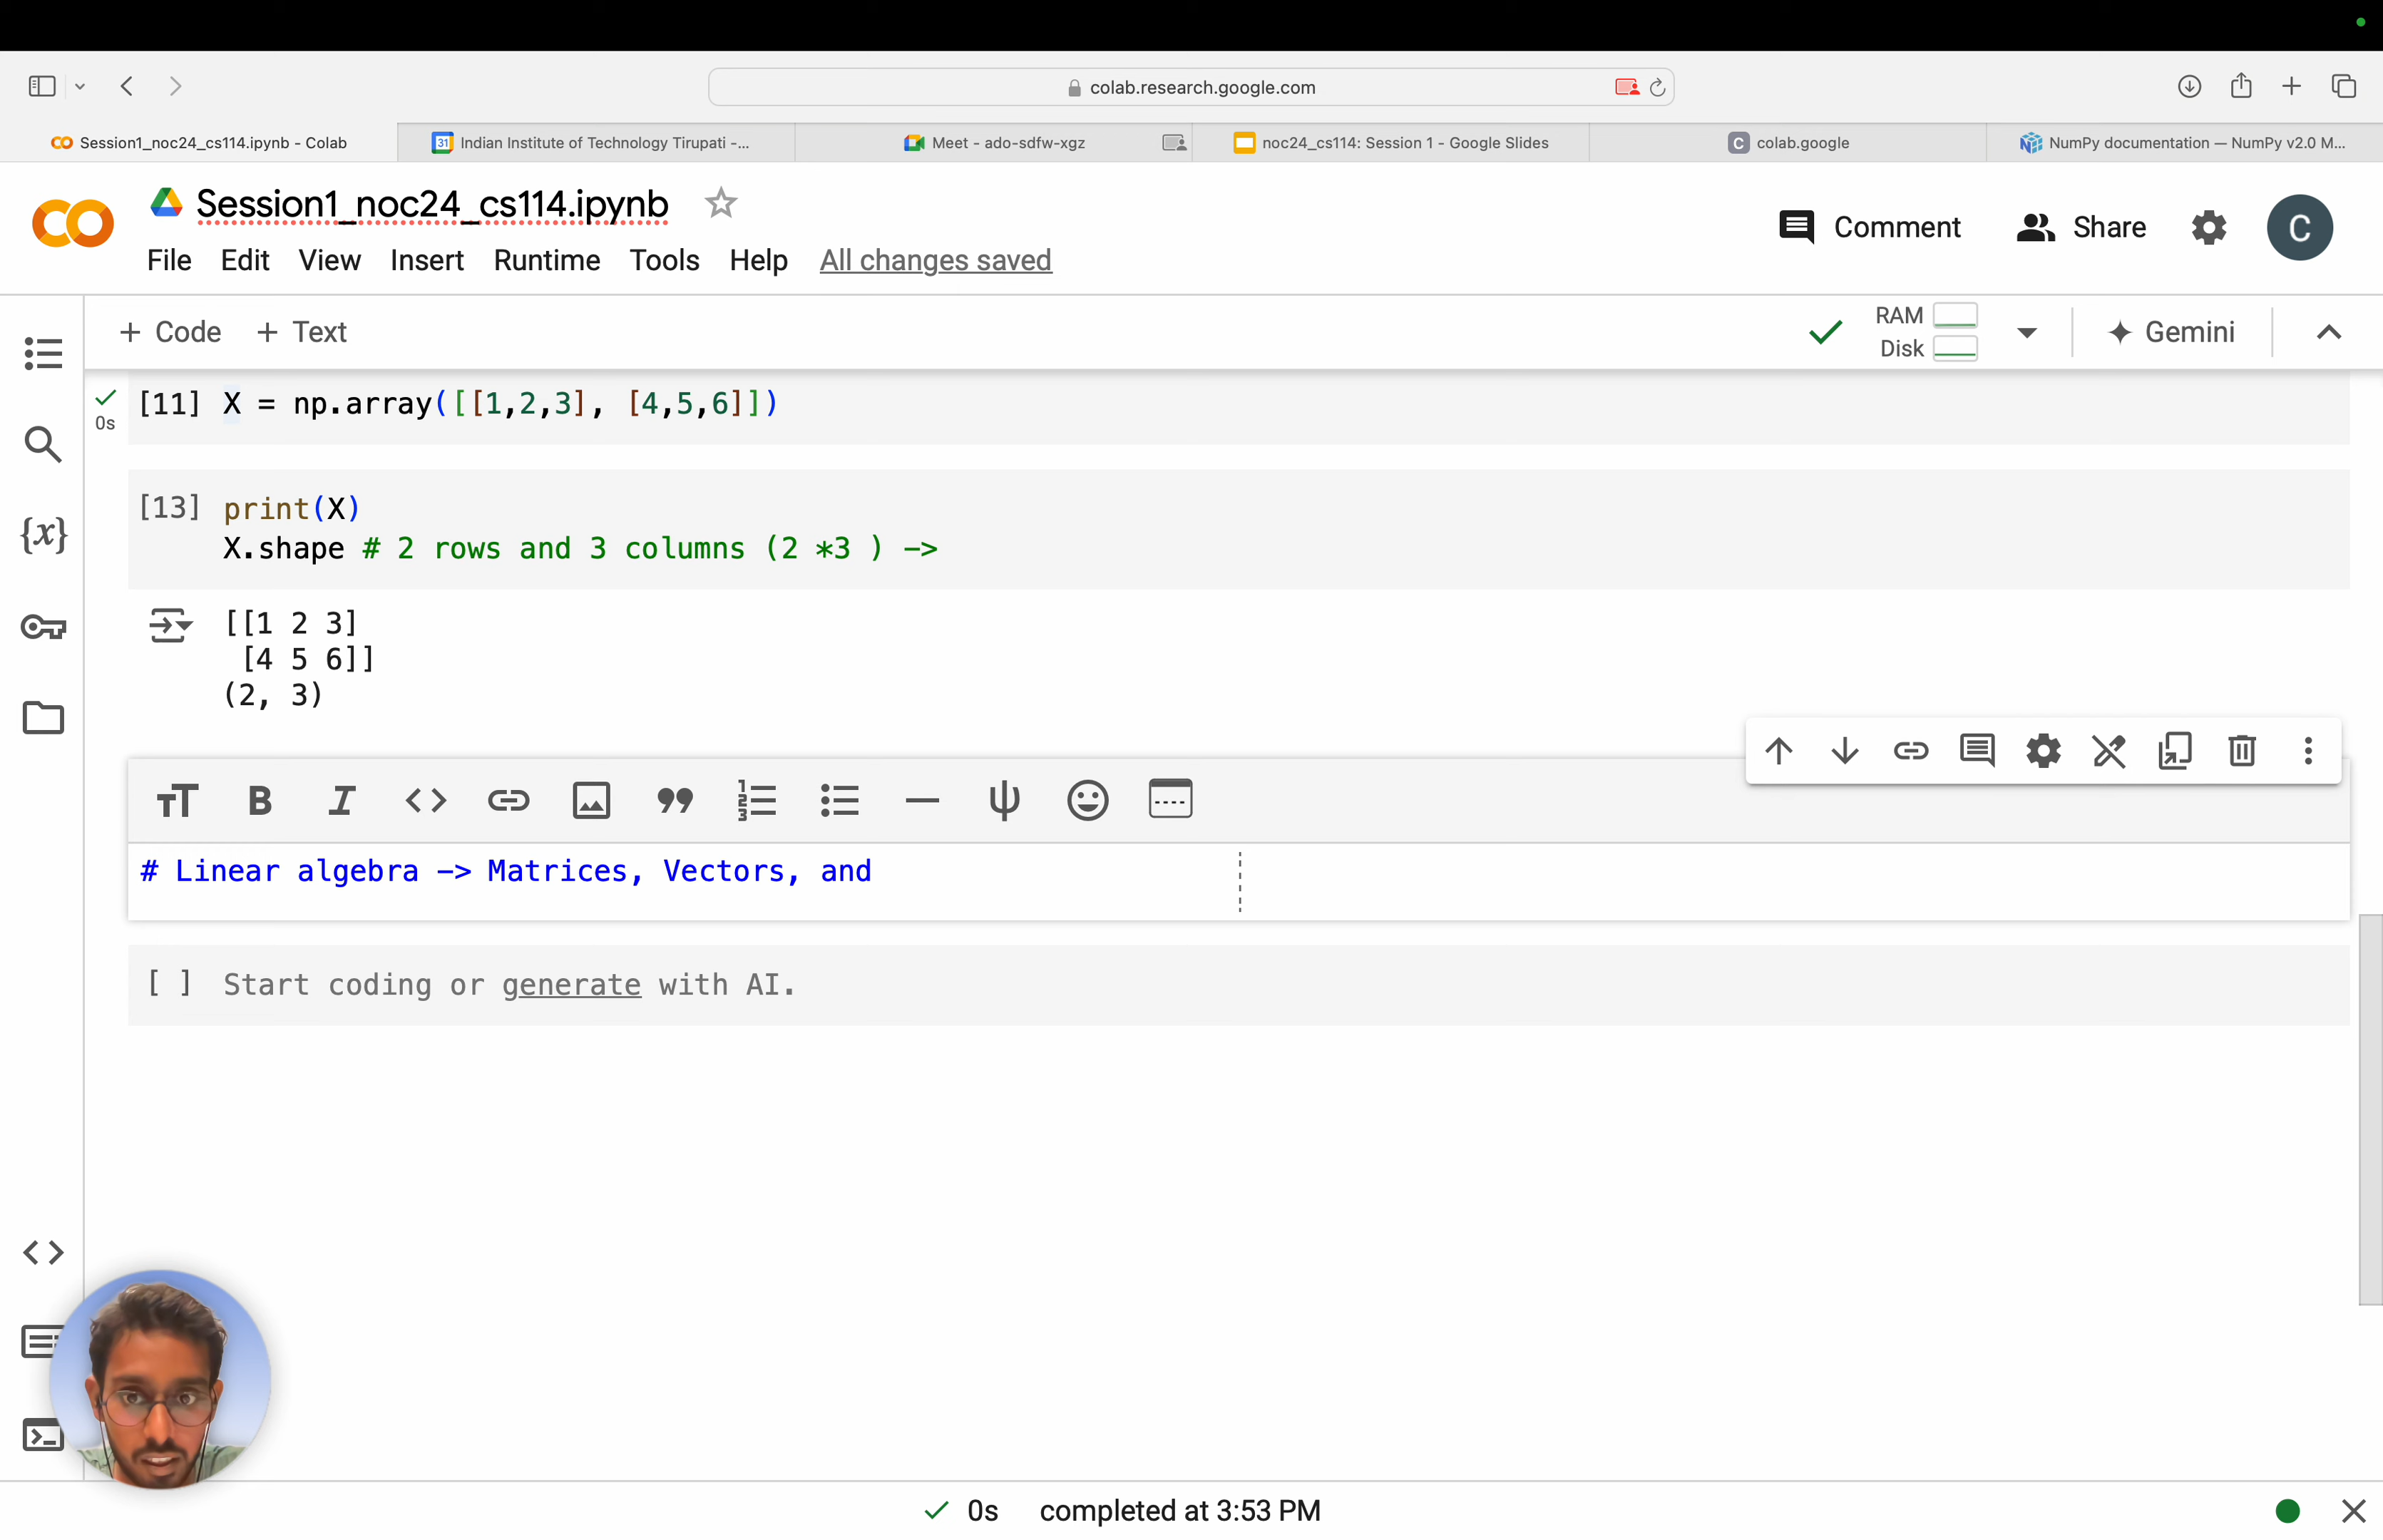 colab.research.google.com
Session1_noc24_cs114.ipynb - Colab
31 Indian Institute of Technology Tirupati -...
Meet - ado-sdfw-xgz
noc24_cs114: Session 1 - Google Slides
C colab.google
NumPy documentation — NumPy v2.0 M...
Session1_noc24_cs114.ipynb
Comment
Share
C
File Edit View Insert Runtime Tools Help All changes saved
+ Code + Text
RAM
Disk
Gemini
[11] X = np.array([[1,2,3], [4,5,6]])
0s
[13] print(X)
X.shape # 2 rows and 3 columns (2 *3 ) ->
{x}
[[1 2 3]
[4 5 6]]
(2, 3)
# Linear algebra -> Matrices, Vectors, and
[ ] Start coding or generate with AI.
0s completed at 3:53 PM